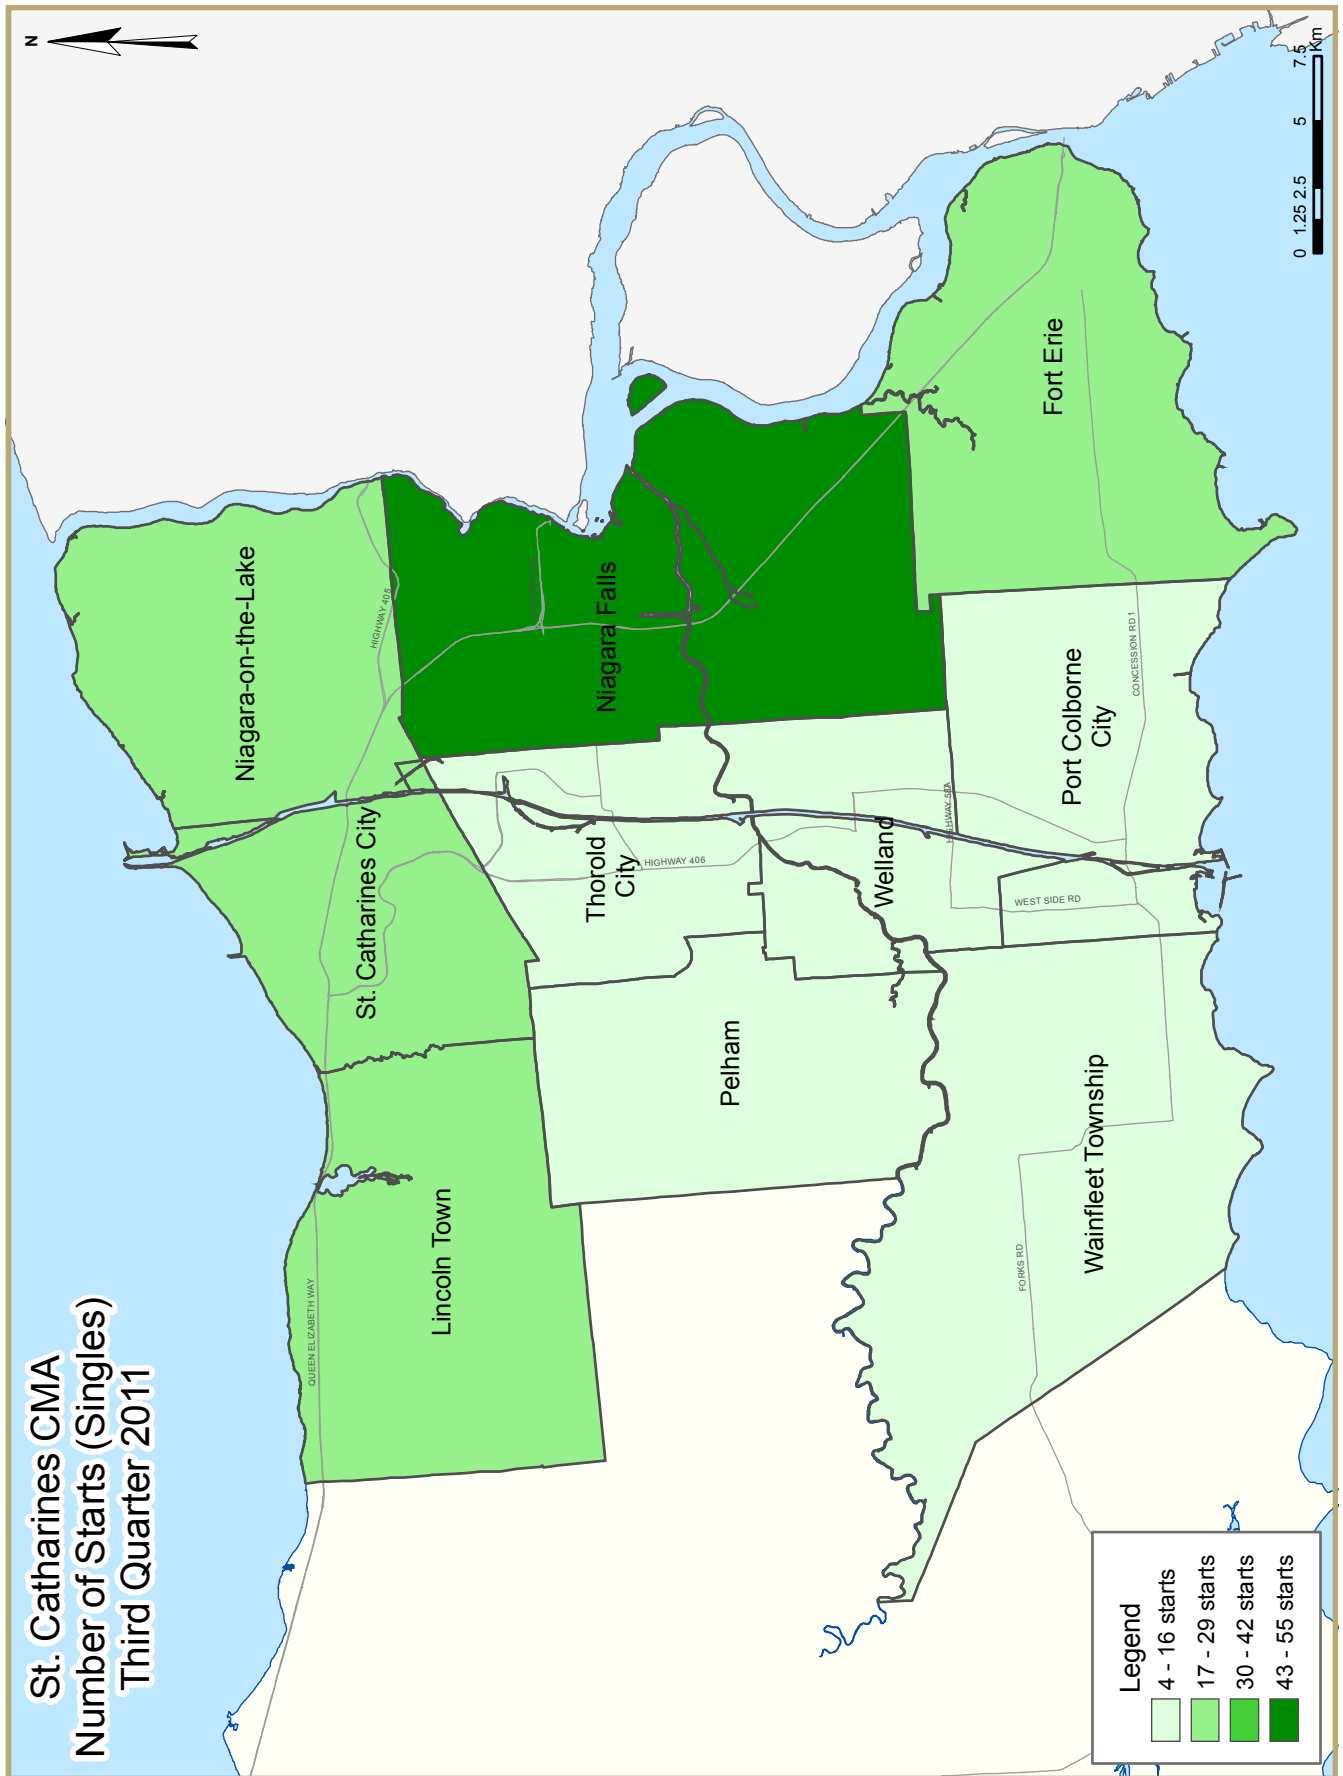 St. Catharines CMA
Number of Starts (Singles)
Third Quarter 2011
N
QUEEN ELIZABETH WAY
Lincoln Town
St. Catharines City
Niagara-on-the-Lake
HIGHWAY 405
Niagara Falls
Thorold
City
HIGHWAY 406
Pelham
Welland
HIGHWAY 58A
WEST SIDE RD
Port Colborne
City
CONCESSION RD 1
Fort Erie
Wainfleet Township
FORKS RD
Legend
4 - 16 starts
17 - 29 starts
30 - 42 starts
43 - 55 starts
0 1.25 2.5 5 7.5
Km